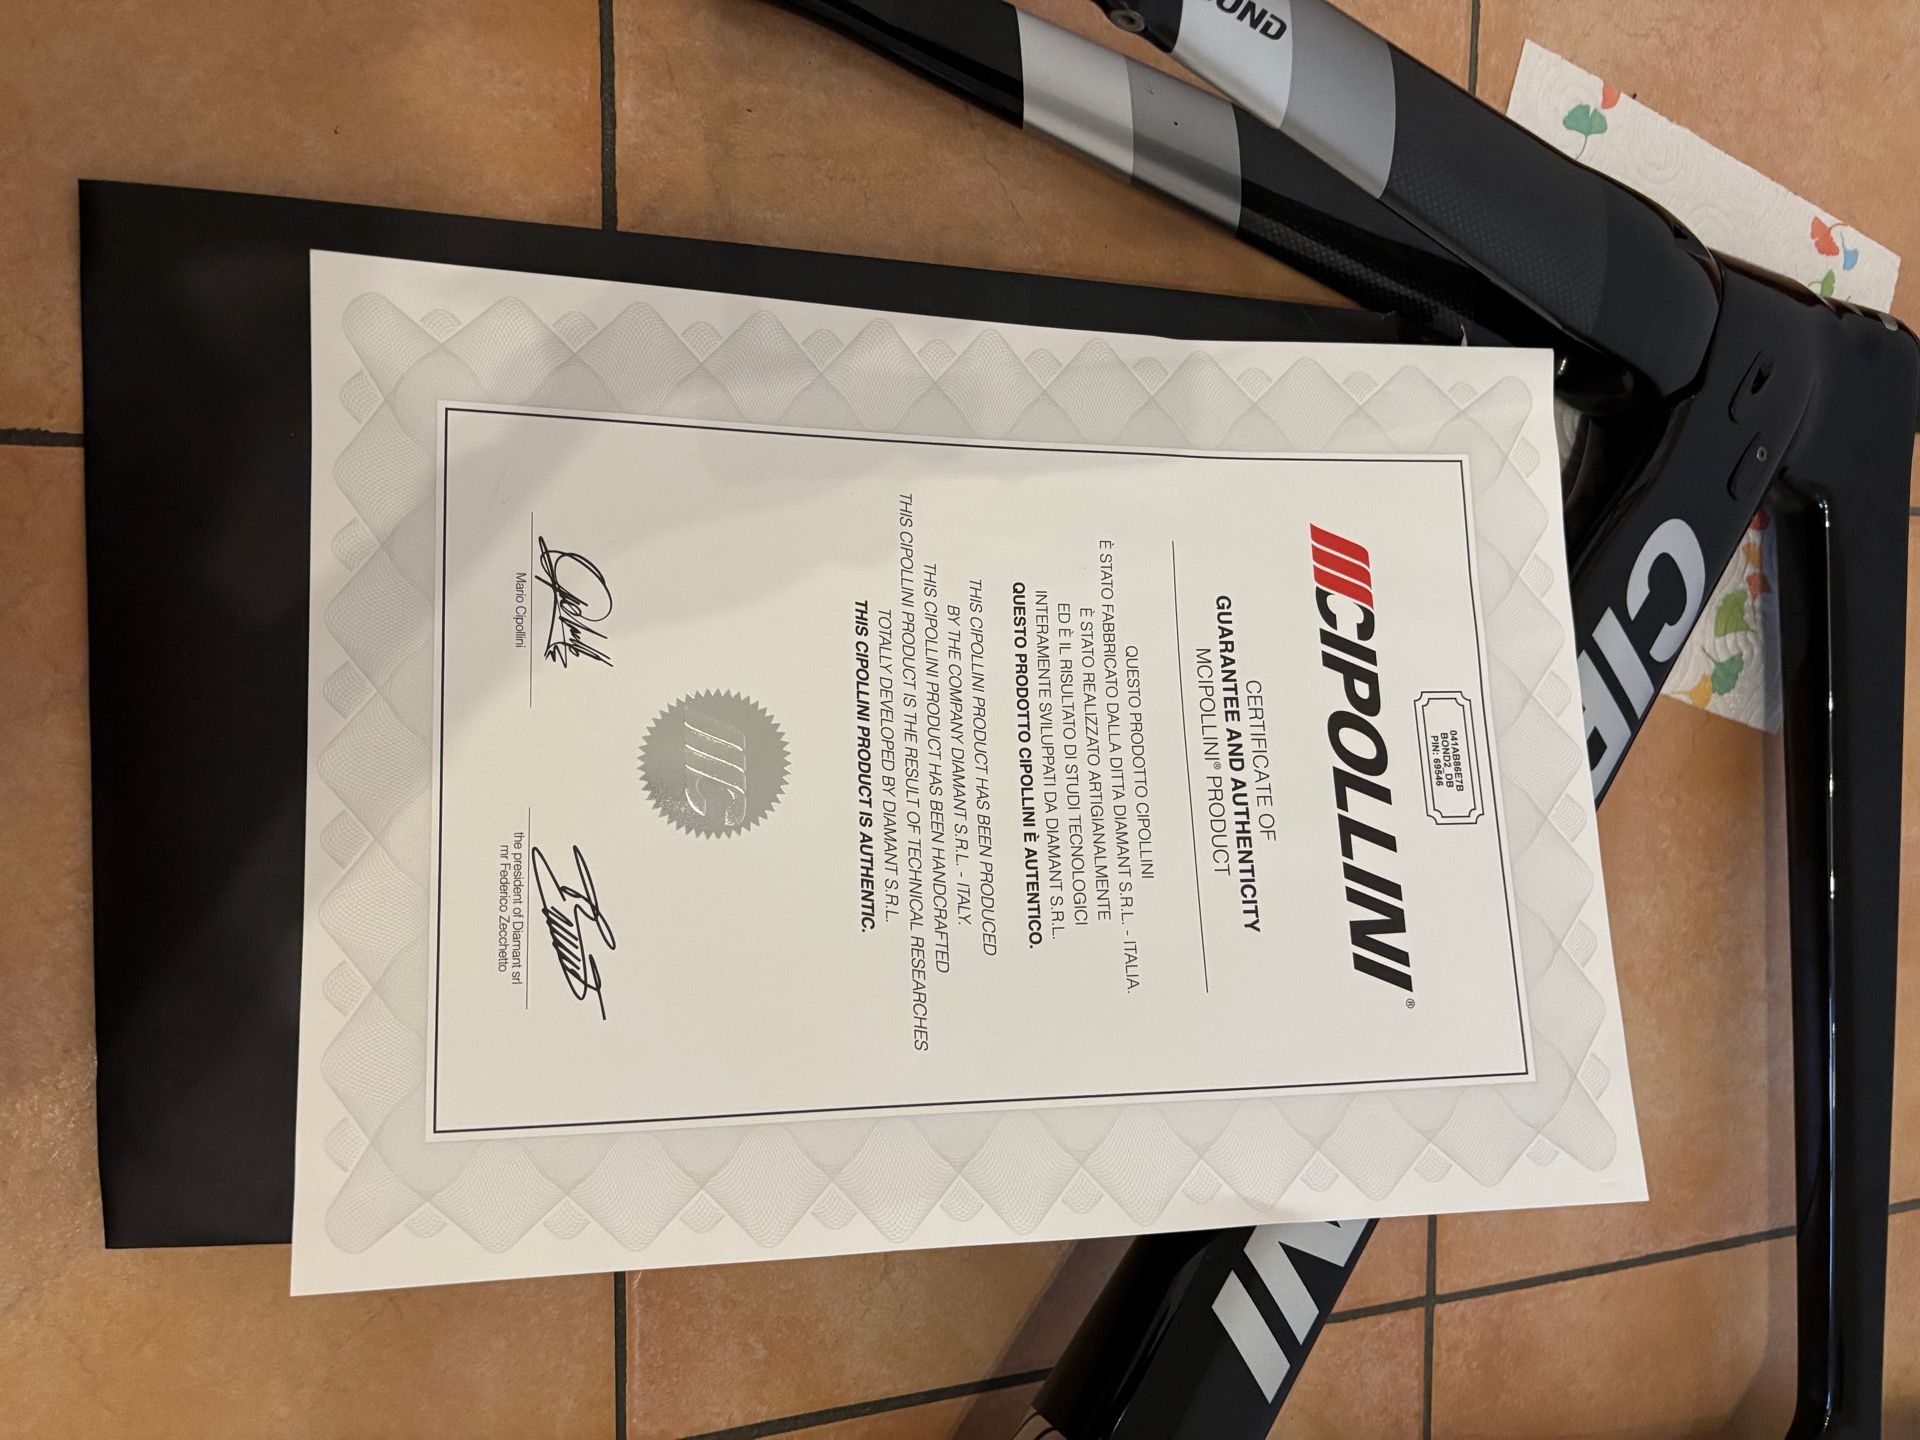 041AB86E7B
BOND2_DB
PIN: 69546
CIPOLLINI®
CERTIFICATE OF
GUARANTEE AND AUTHENTICITY
MCIPOLLINI® PRODUCT
QUESTO PRODOTTO CIPOLLINI
È STATO FABBRICATO DALLA DITTA DIAMANT S.R.L. - ITALIA.
È STATO REALIZZATO ARTIGIANALMENTE
ED È IL RISULTATO DI STUDI TECNOLOGICI
INTERAMENTE SVILUPPATI DA DIAMANT S.R.L.
QUESTO PRODOTTO CIPOLLINI È AUTENTICO.
THIS CIPOLLINI PRODUCT HAS BEEN PRODUCED
BY THE COMPANY DIAMANT S.R.L. - ITALY.
THIS CIPOLLINI PRODUCT HAS BEEN HANDCRAFTED
THIS CIPOLLINI PRODUCT IS THE RESULT OF TECHNICAL RESEARCHES
TOTALLY DEVELOPED BY DIAMANT S.R.L.
THIS CIPOLLINI PRODUCT IS AUTHENTIC.
Mario Cipollini
the president of Diamant srl
mr Federico Zecchetto